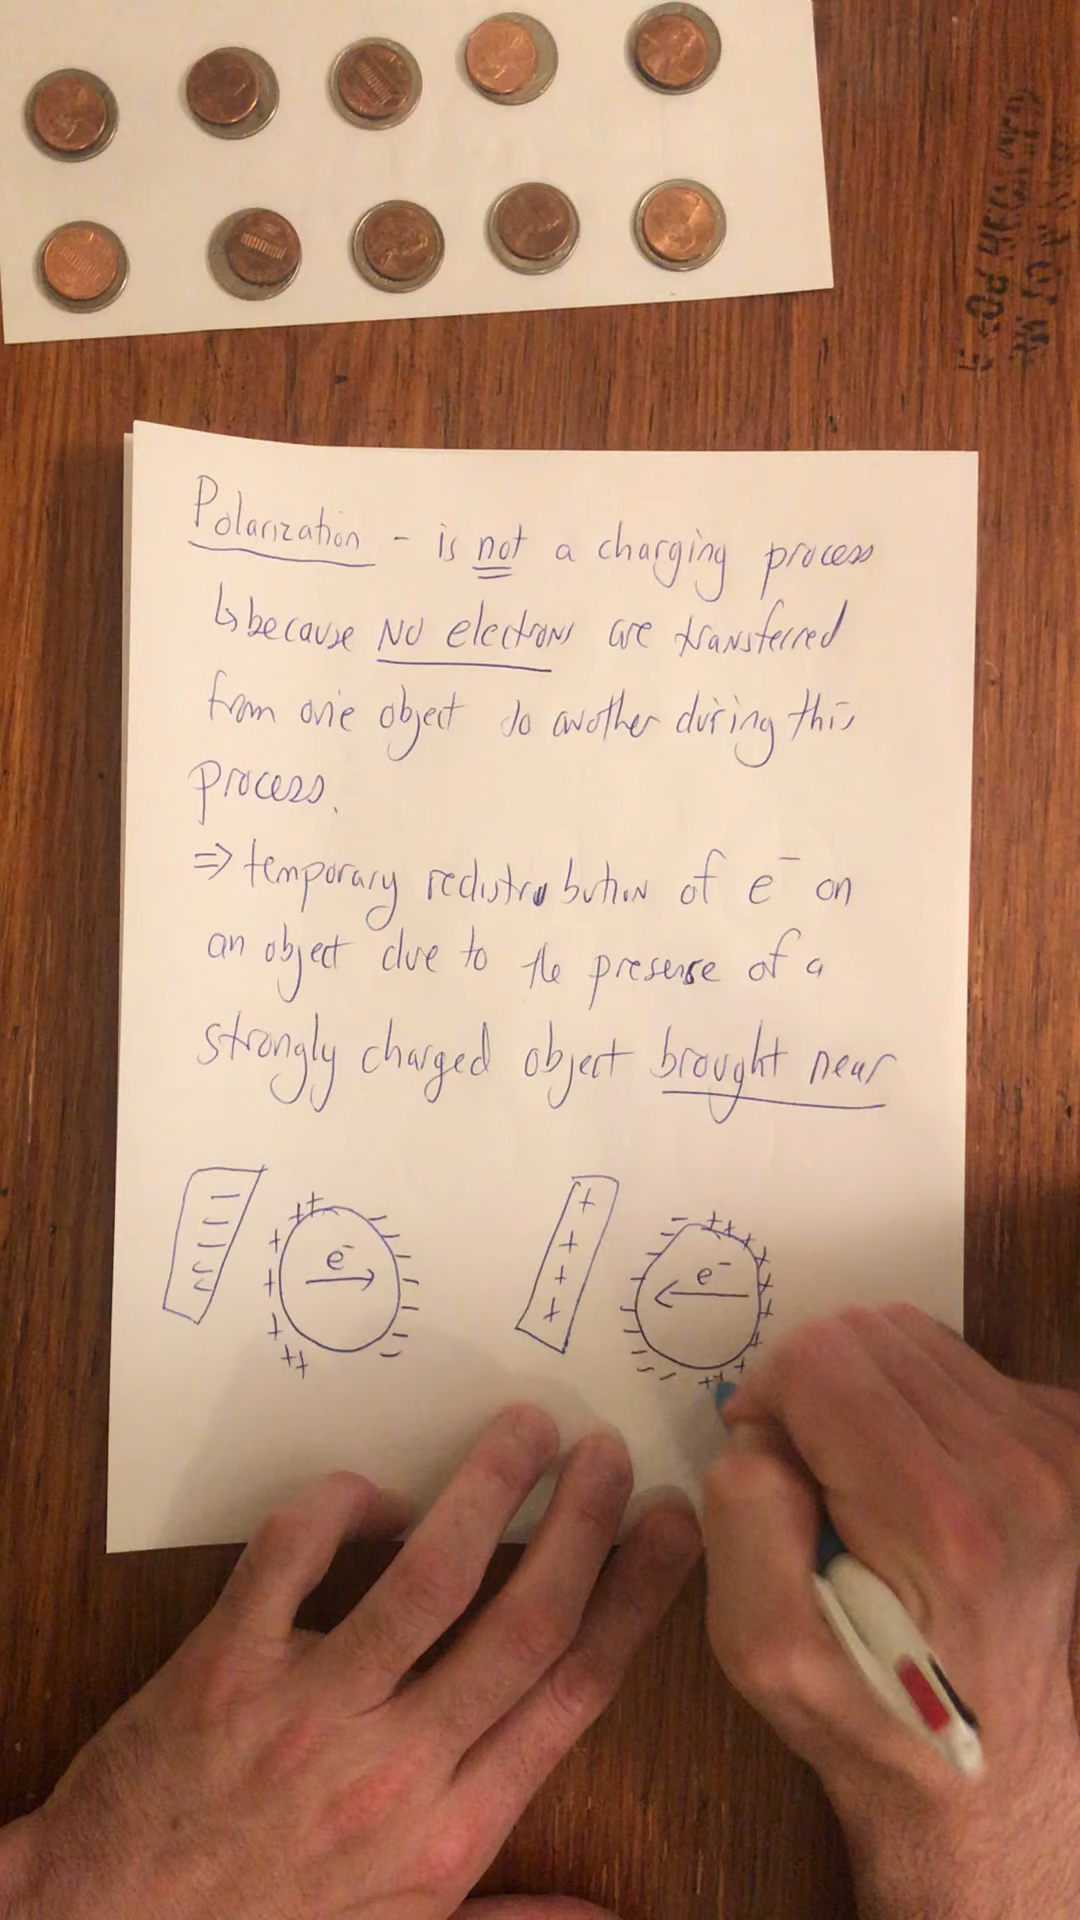 Polarization - is not a charging process
↳ because NO electrons are transferred
from one object to another during this
process.
⇒ temporary redistribution of e⁻ on
an object due to the presense of a
strongly charged object brought near
e⁻
e⁻